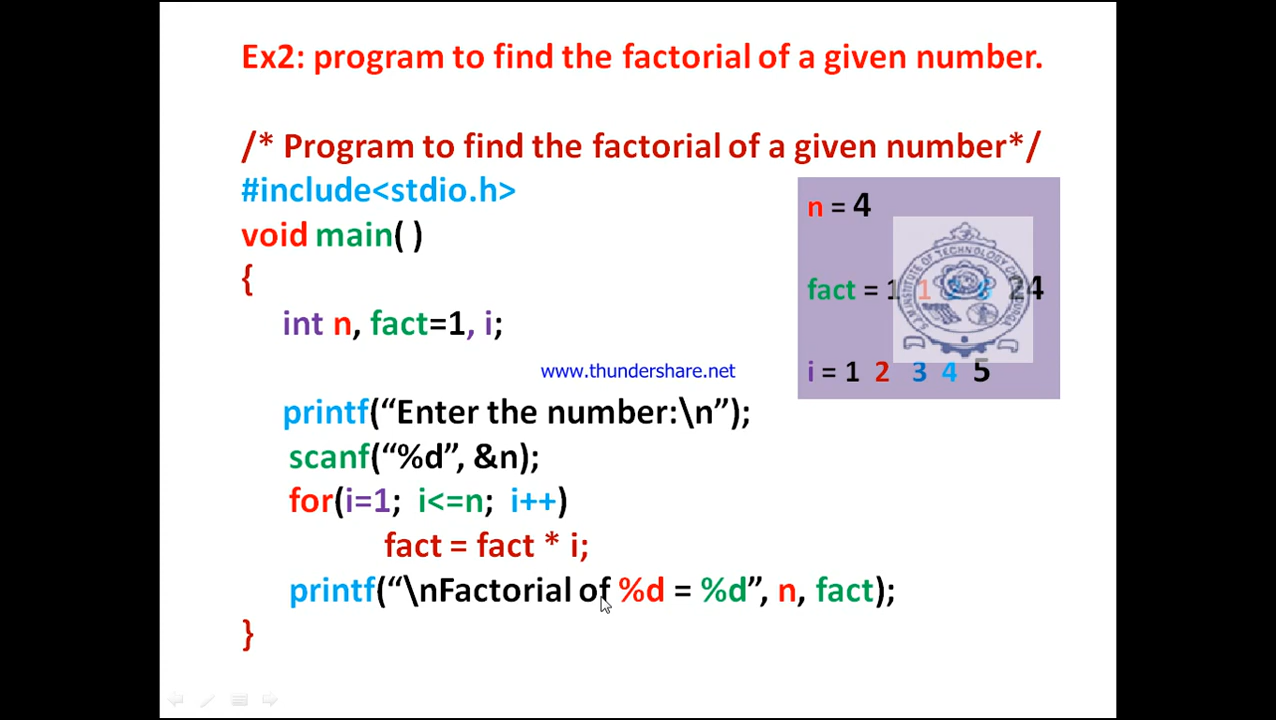 Ex2: program to find the factorial of a given number.
/* Program to find the factorial of a given number*/
#include<stdio.h>
void main( )
{
int n, fact=1, i;
printf(“Enter the number:\n”);
scanf(“%d”, &n);
for(i=1; i<=n; i++)
fact = fact * i;
printf(“\nFactorial of %d = %d”, n, fact);
}
n = 4
fact = 1 1 24
i = 1 2 3 4 5
www.thundershare.net